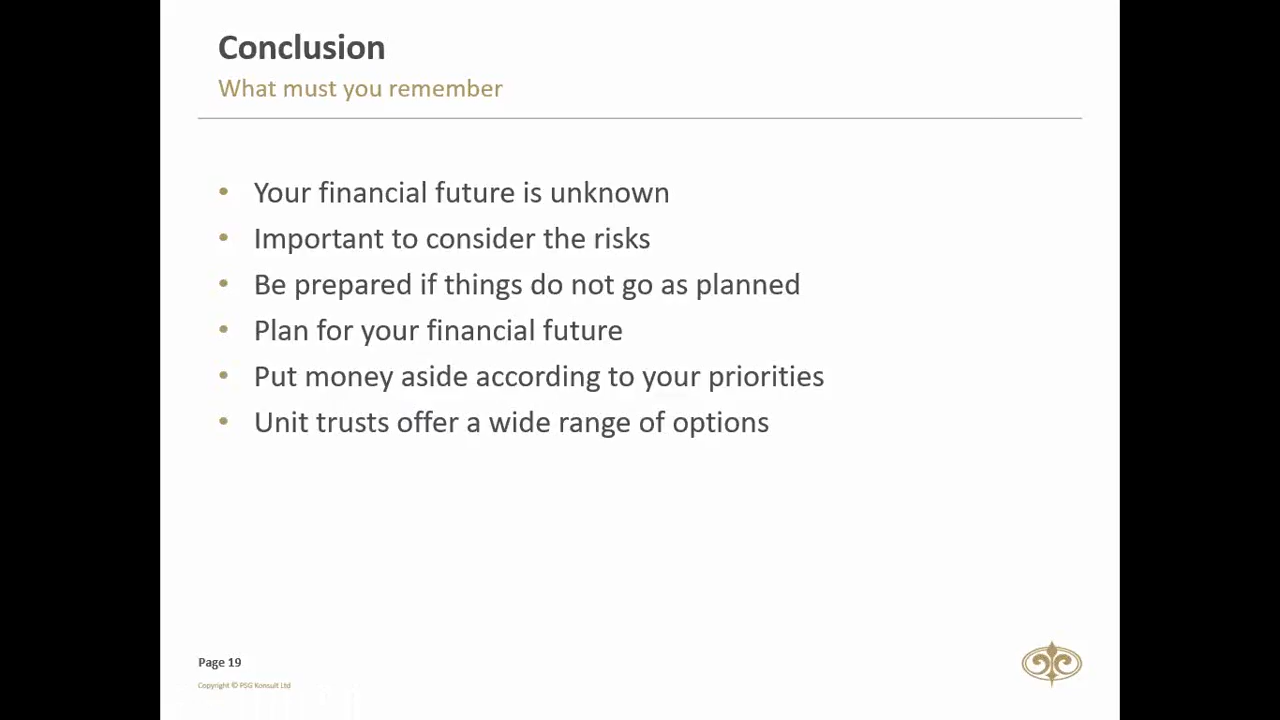 Conclusion
What must you remember
• Your financial future is unknown
• Important to consider the risks
• Be prepared if things do not go as planned
• Plan for your financial future
• Put money aside according to your priorities
• Unit trusts offer a wide range of options
Page 19
Copyright © PSG Konsult Ltd